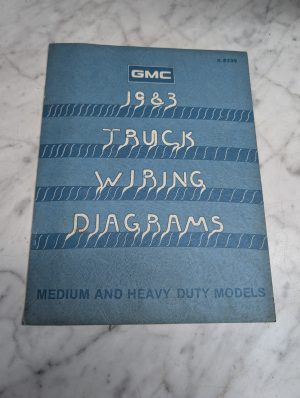 GMC
1983
TRUCK
WIRING
DIAGRAMS
MEDIUM AND HEAVY DUTY MODELS